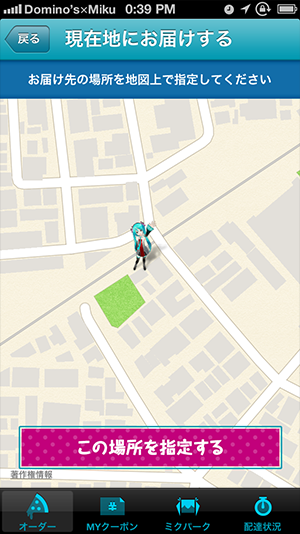 Domino's×Miku 0:39 PM
戻る 現在地にお届けする
お届け先の場所を地図上で指定してください
この場所を指定する
著作権情報
オーダー MYクーポン ミクパーク 配達状況